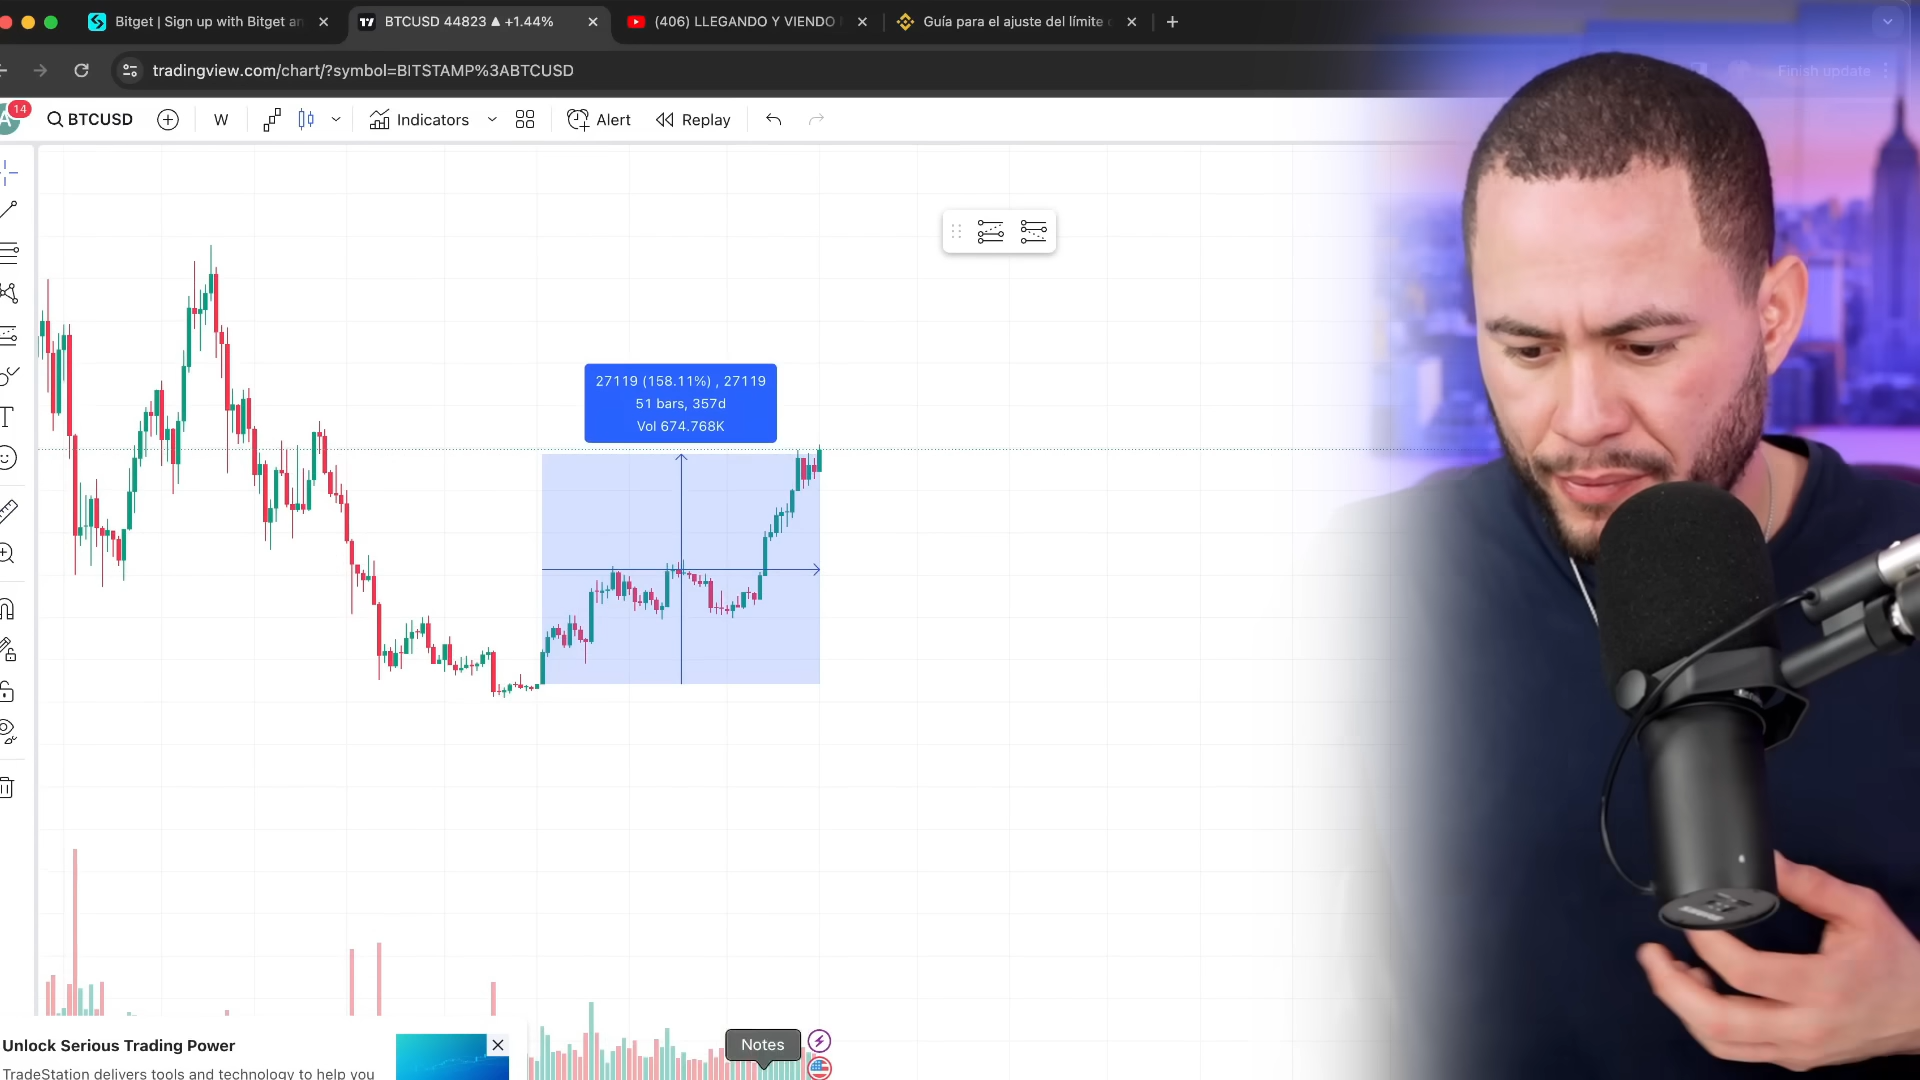 Bitget | Sign up with Bitget an
BTCUSD 44823 ▲ +1.44%
(406) LLEGANDO Y VIENDO
Guía para el ajuste del límite
tradingview.com/chart/?symbol=BITSTAMP%3ABTCUSD
Finish update
14
BTCUSD
W
Indicators
Alert
Replay
27119 (158.11%) , 27119
51 bars, 357d
Vol 674.768K
Notes
Unlock Serious Trading Power
TradeStation delivers tools and technology to help you